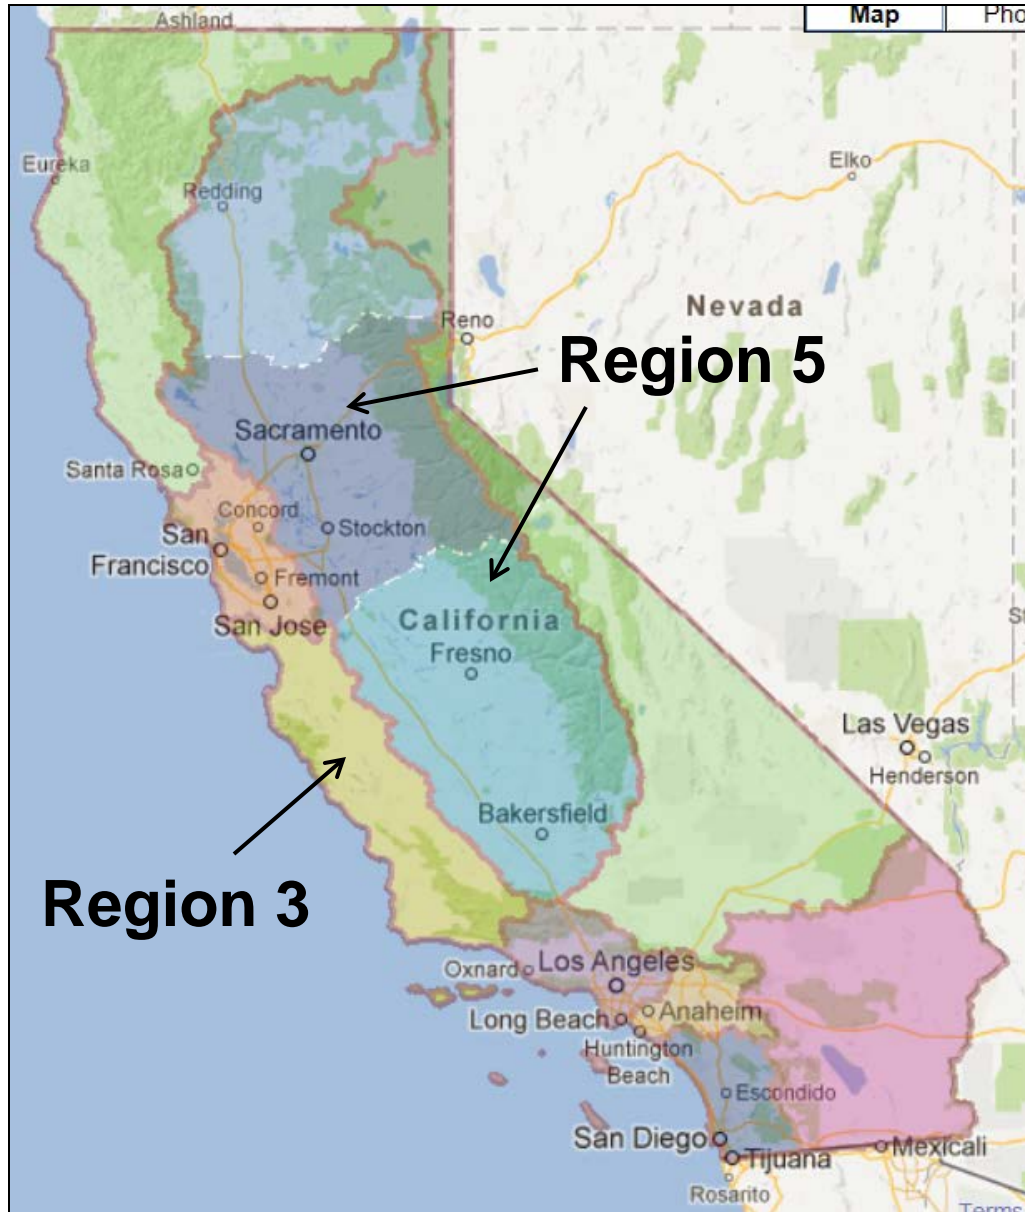 Map
Pho
Ashland
Eureka
Redding
Elko
Nevada
Reno
Region 5
Sacramento
Santa Rosa
Concord
Stockton
San
Francisco
Fremont
San Jose
California
Fresno
Las Vegas
Henderson
Bakersfield
Region 3
Oxnard
Los Angeles
Long Beach
Anaheim
Huntington
Beach
Escondido
San Diego
Tijuana
Mexicali
Rosarito
Terms